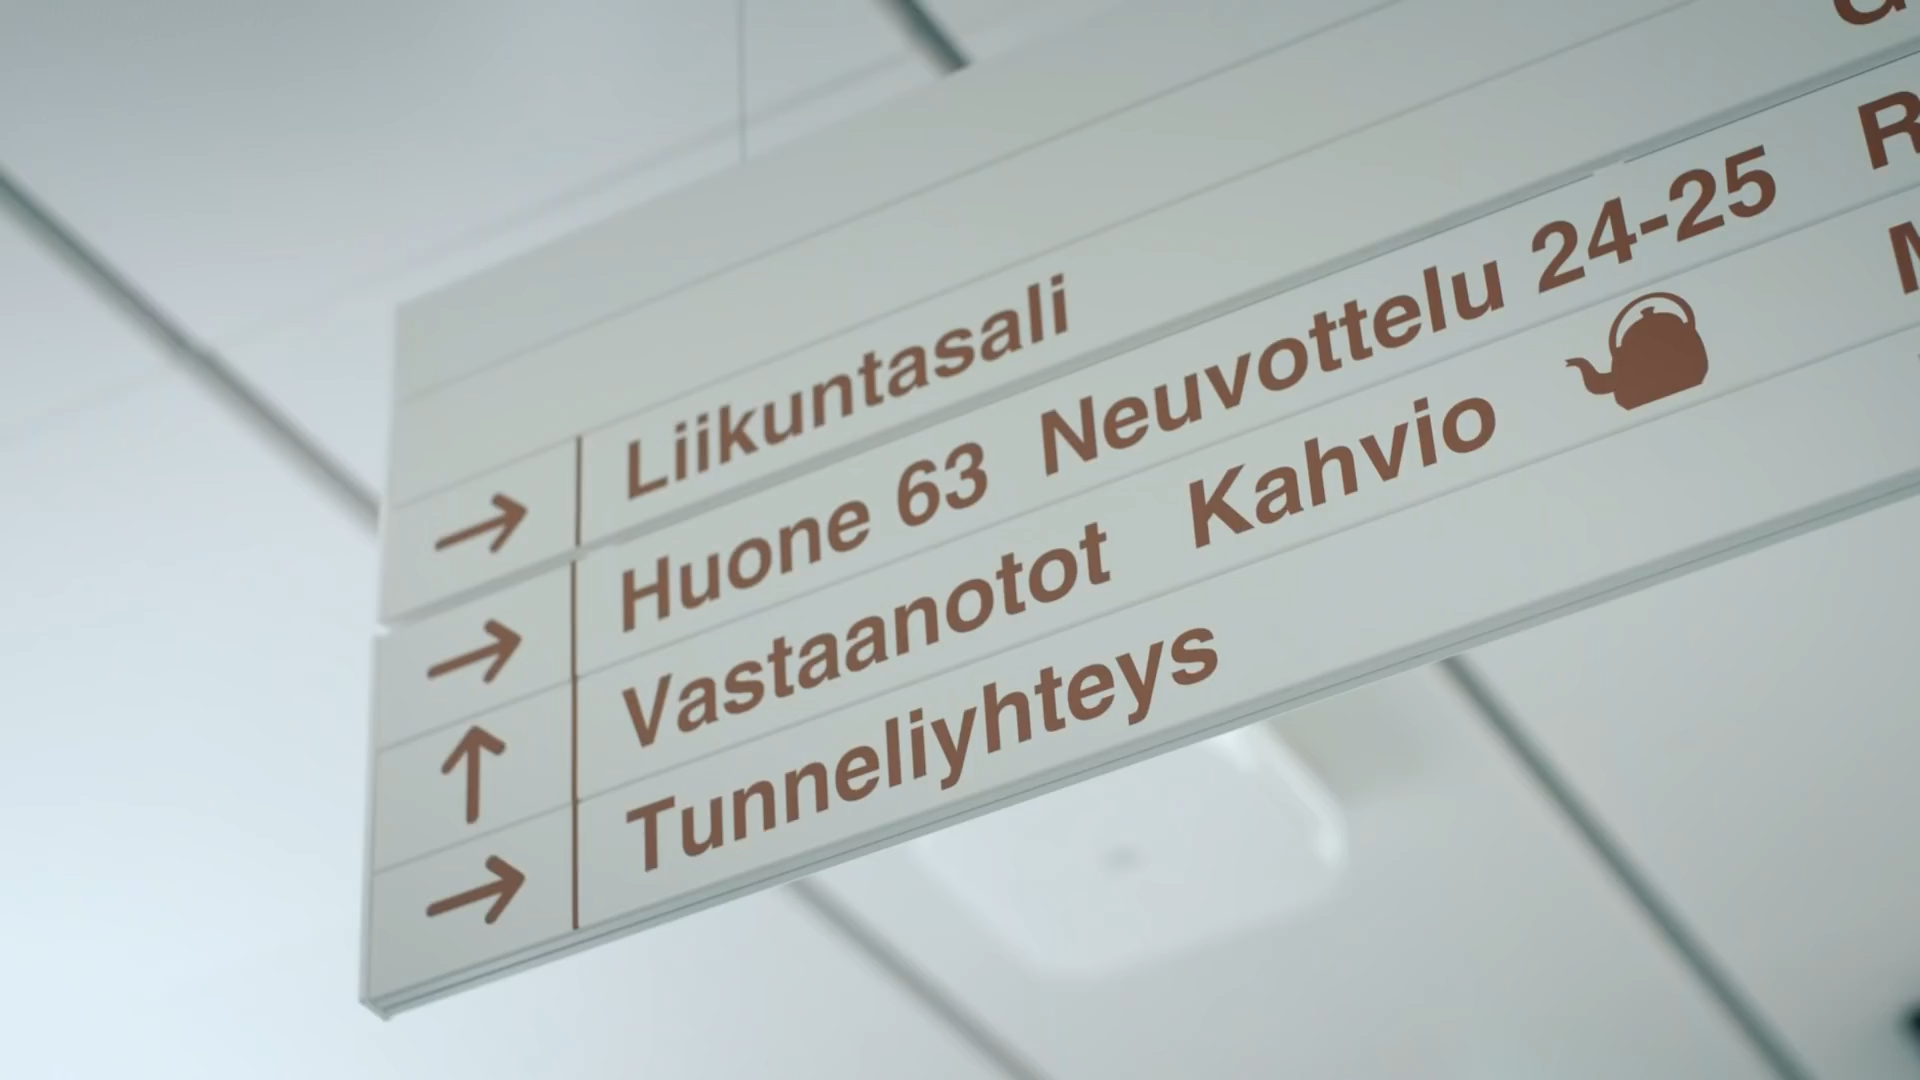 Liikuntasali
Huone 63 Neuvottelu 24-25
Vastaanotot Kahvio
Tunneliyhteys